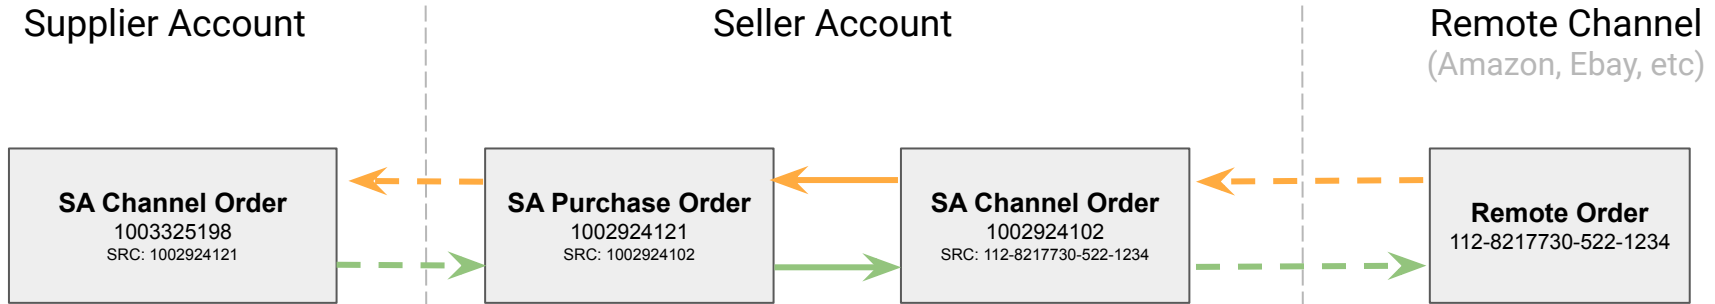 Supplier Account
Seller Account
Remote Channel
(Amazon, Ebay, etc)
SA Channel Order
1003325198
SRC: 1002924121
SA Purchase Order
1002924121
SRC: 1002924102
SA Channel Order
1002924102
SRC: 112-8217730-522-1234
Remote Order
112-8217730-522-1234